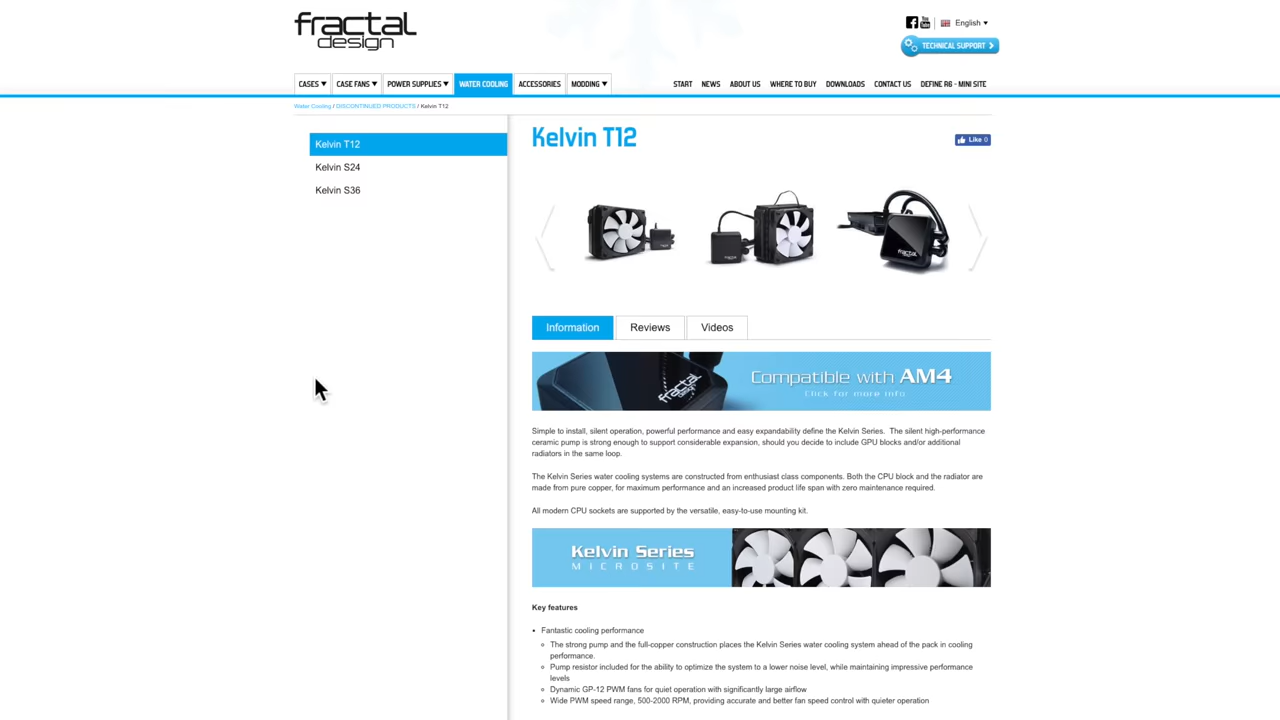 fractal
design
English
TECHNICAL SUPPORT
CASES CASE FANS POWER SUPPLIES WATER COOLING ACCESSORIES MODDING START NEWS ABOUT US WHERE TO BUY DOWNLOADS CONTACT US DEFINE R6 - MINI SITE
Water Cooling / DISCONTINUED PRODUCTS / Kelvin T12
Kelvin T12
Kelvin S24
Kelvin S36
Kelvin T12
Like 0
fractal
Information Reviews Videos
fractal
design
Compatible with AM4
Click for more info
Simple to install, silent operation, powerful performance and easy expandability define the Kelvin Series. The silent high-performance
ceramic pump is strong enough to support considerable expansion, should you decide to include GPU blocks and/or additional
radiators in the same loop.
The Kelvin Series water cooling systems are constructed from enthusiast class components. Both the CPU block and the radiator are
made from pure copper, for maximum performance and an increased product life span with zero maintenance required.
All modern CPU sockets are supported by the versatile, easy-to-use mounting kit.
Kelvin Series
MICROSITE
Key features
Fantastic cooling performance
The strong pump and the full-copper construction places the Kelvin Series water cooling system ahead of the pack in cooling
performance.
Pump resistor included for the ability to optimize the system to a lower noise level, while maintaining impressive performance
levels
Dynamic GP-12 PWM fans for quiet operation with significantly large airflow
Wide PWM speed range, 500-2000 RPM, providing accurate and better fan speed control with quieter operation